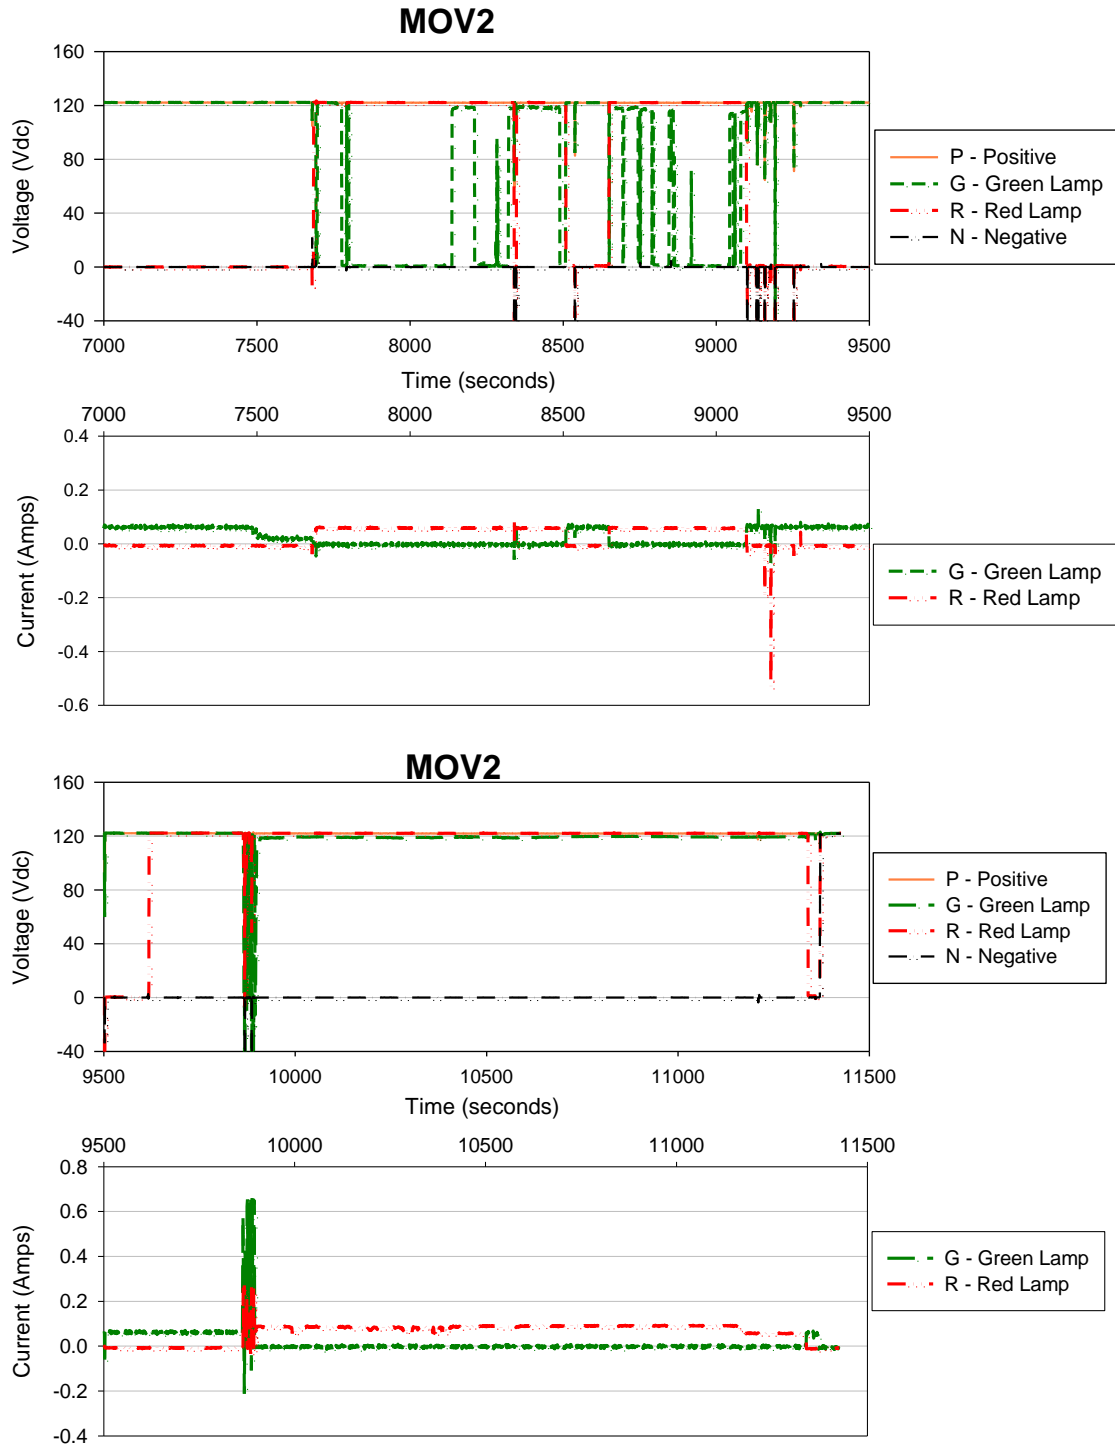 MOV2
160
120
80
40
0
-40
Voltage (Vdc)
7000 7500 8000 8500 9000 9500
Time (seconds)
P - Positive
G - Green Lamp
R - Red Lamp
N - Negative
7000 7500 8000 8500 9000 9500
0.4
0.2
0.0
-0.2
-0.4
-0.6
Current (Amps)
G - Green Lamp
R - Red Lamp
MOV2
160
120
80
40
0
-40
Voltage (Vdc)
9500 10000 10500 11000 11500
Time (seconds)
P - Positive
G - Green Lamp
R - Red Lamp
N - Negative
9500 10000 10500 11000 11500
0.8
0.6
0.4
0.2
0.0
-0.2
-0.4
Current (Amps)
G - Green Lamp
R - Red Lamp